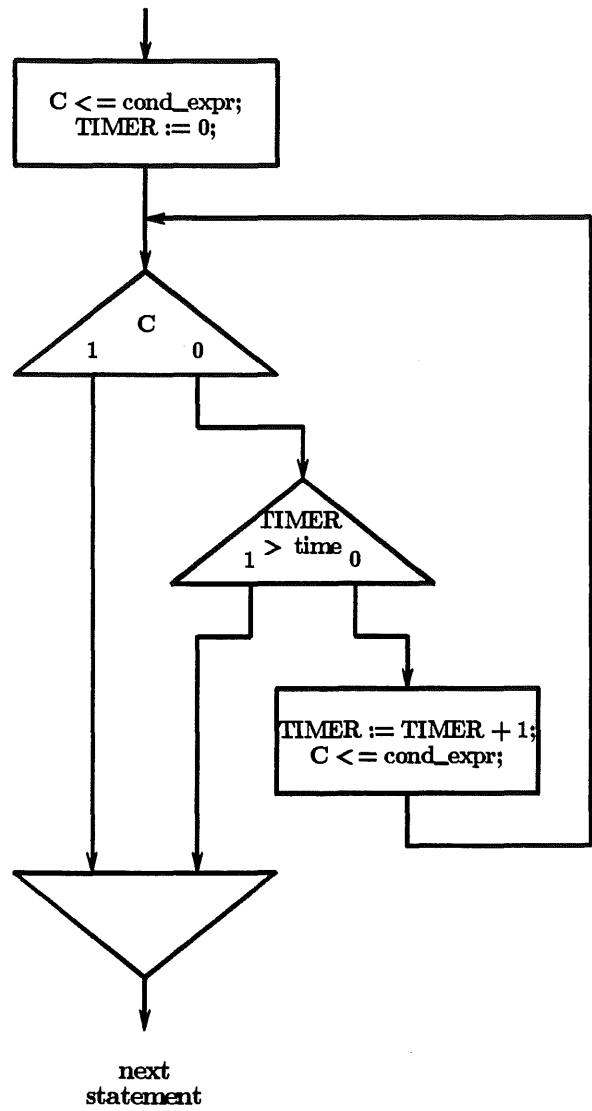 C <= cond_expr;
TIMER := 0;
C
1 0
TIMER
> time
1 0
TIMER := TIMER + 1;
C <= cond_expr;
next
statement